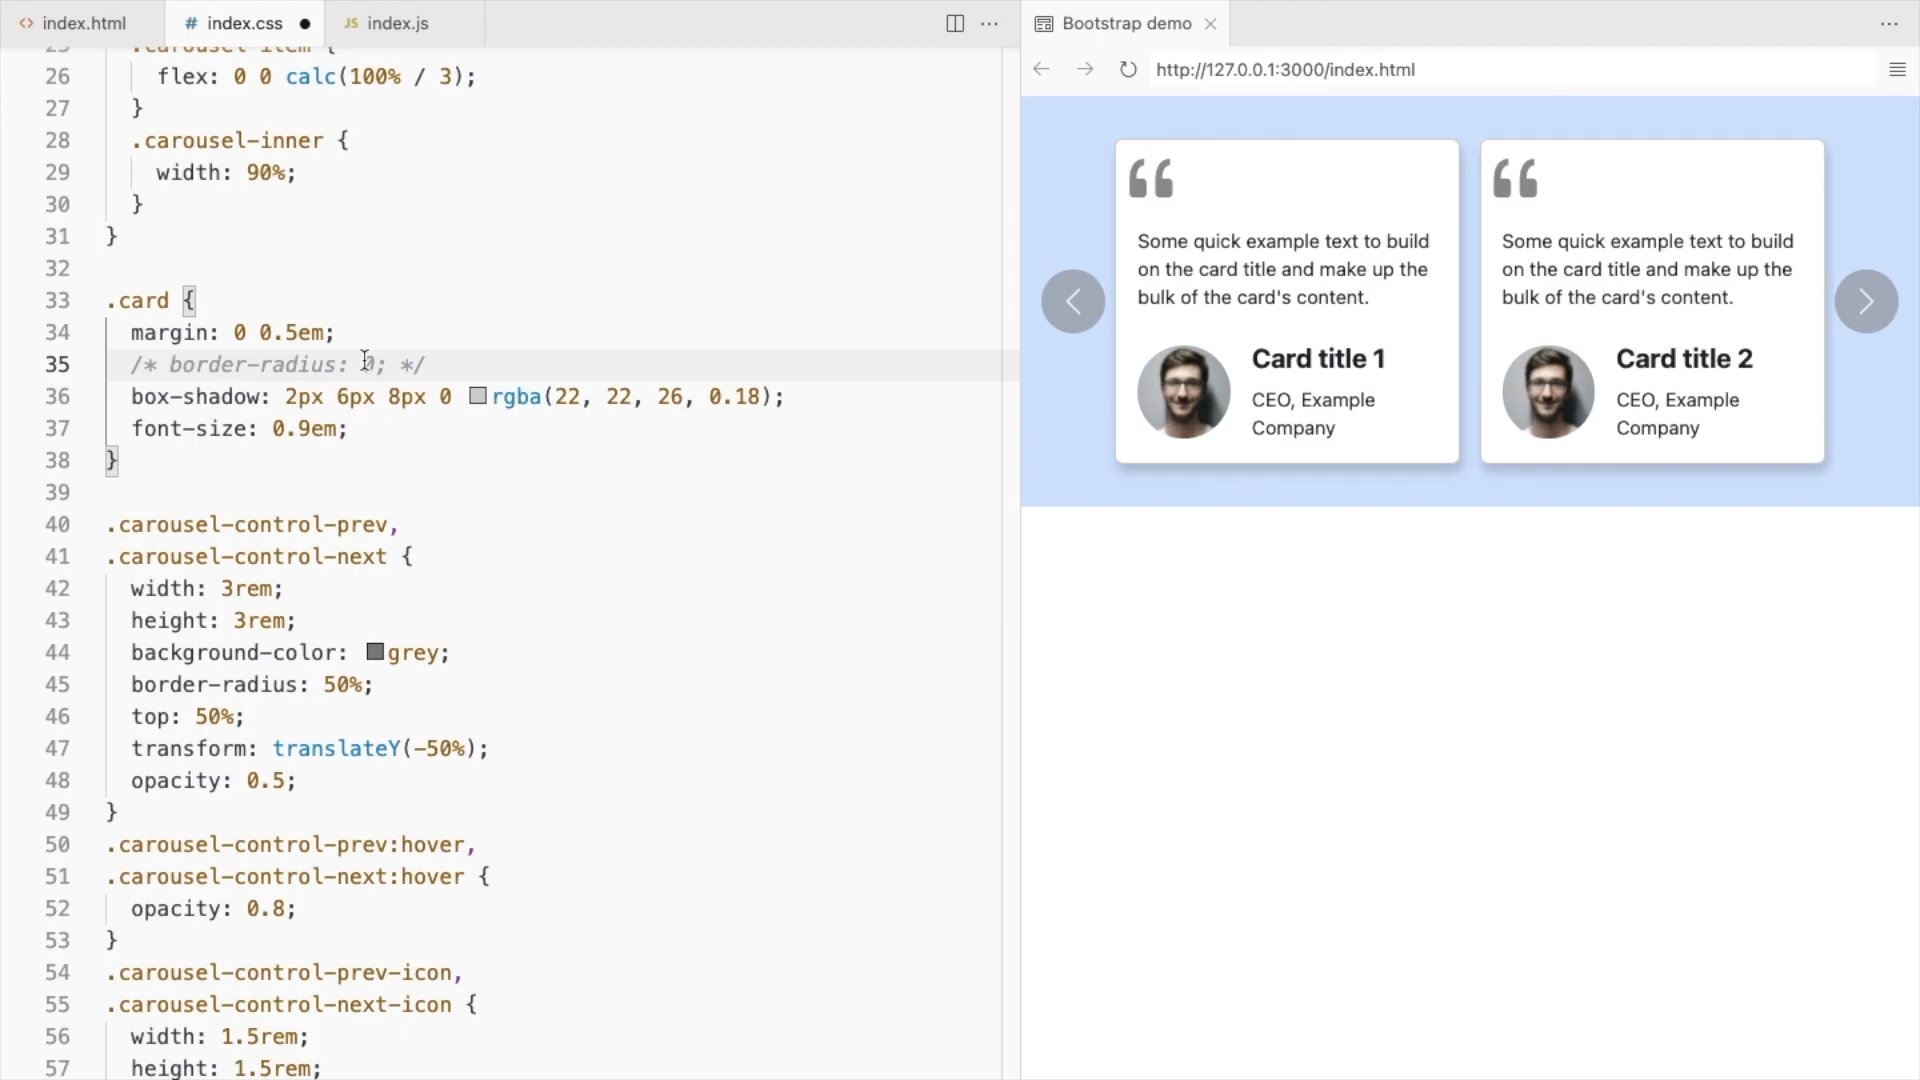 index.html
# index.css ●
JS index.js
Bootstrap demo
http://127.0.0.1:3000/index.html
25 .carousel-item {
26 flex: 0 0 calc(100% / 3);
27 }
28 .carousel-inner {
29 width: 90%;
30 }
31 }
32
33 .card {
34 margin: 0 0.5em;
35 /* border-radius: 0; */
36 box-shadow: 2px 6px 8px 0 rgba(22, 22, 26, 0.18);
37 font-size: 0.9em;
38 }
39
40 .carousel-control-prev,
41 .carousel-control-next {
42 width: 3rem;
43 height: 3rem;
44 background-color: grey;
45 border-radius: 50%;
46 top: 50%;
47 transform: translateY(-50%);
48 opacity: 0.5;
49 }
50 .carousel-control-prev:hover,
51 .carousel-control-next:hover {
52 opacity: 0.8;
53 }
54 .carousel-control-prev-icon,
55 .carousel-control-next-icon {
56 width: 1.5rem;
57 height: 1.5rem;
“
Some quick example text to build
on the card title and make up the
bulk of the card's content.
Card title 1
CEO, Example
Company
“
Some quick example text to build
on the card title and make up the
bulk of the card's content.
Card title 2
CEO, Example
Company